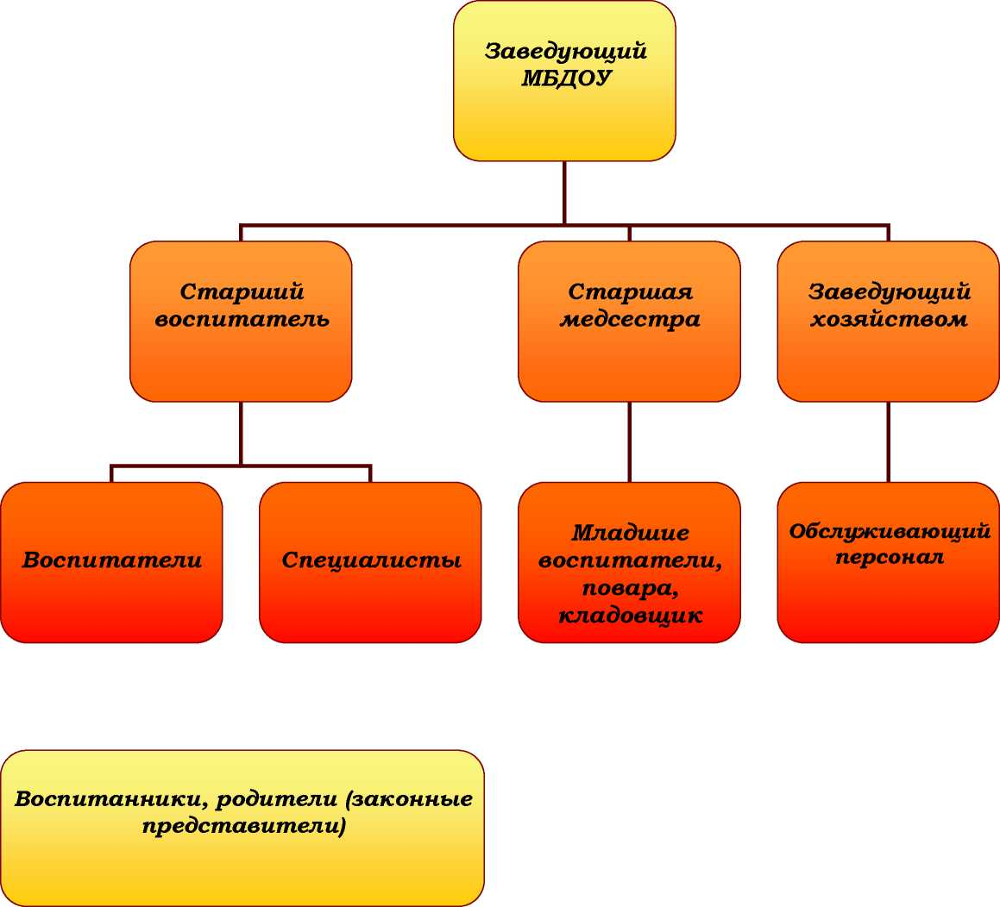 Заведующий
МБДОУ
Старший
воспитатель
Старшая
медсестра
Заведующий
хозяйством
Воспитатели
Специалисты
Младшие
воспитатели,
повара,
кладовщик
Обслуживающий
персонал
Воспитанники, родители (законные
представители)